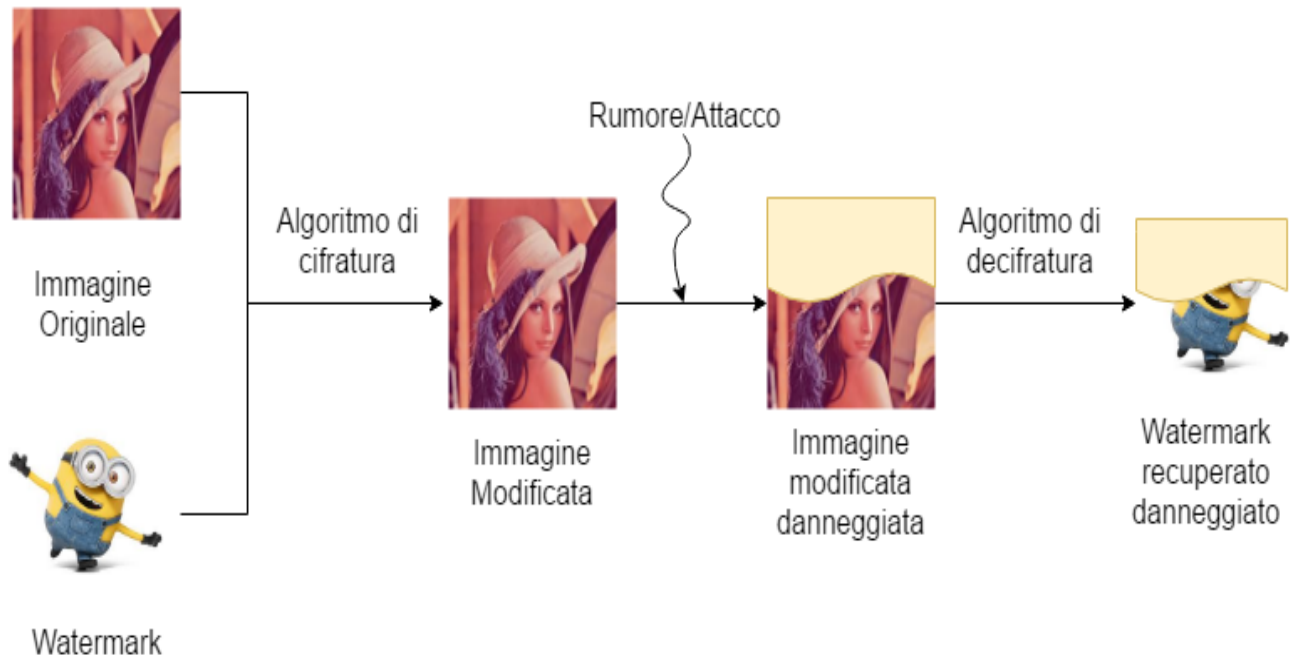 Rumore/Attacco
Algoritmo di
cifratura
Algoritmo di
decifratura
Immagine
Originale
Immagine
Modificata
Immagine
modificata
danneggiata
Watermark
recuperato
danneggiato
Watermark